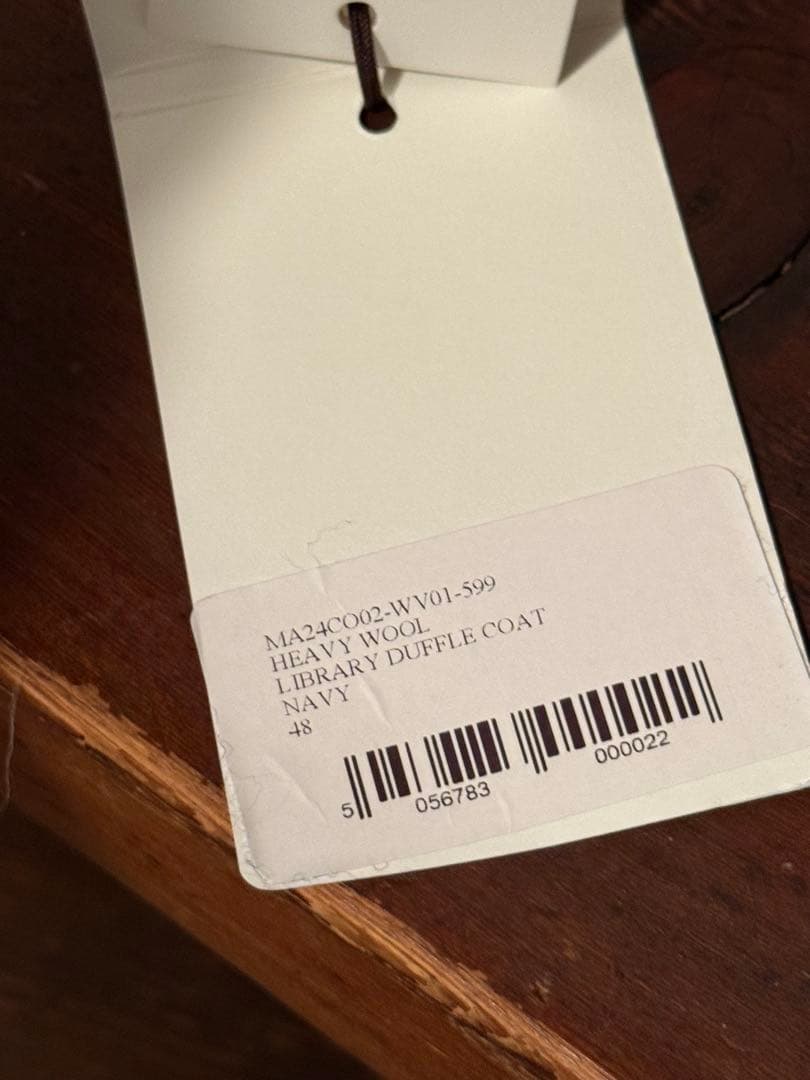 MA24CO02-WV01-599
HEAVY WOOL
LIBRARY DUFFLE COAT
NAVY
48
5 056783 000022